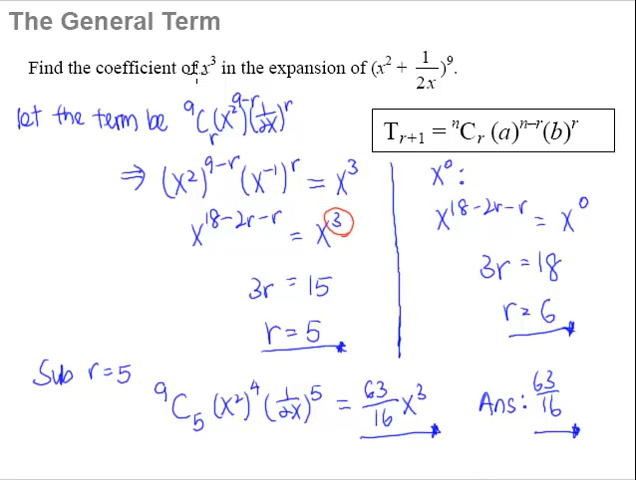 The General Term
Find the coefficient of x³ in the expansion of (x² + 1/2x)⁹.
let the term be ⁹Cᵣ(x²)⁹⁻ʳ(1/2x)ʳ
Tᵣ₊₁ = ⁿCᵣ (a)ⁿ⁻ʳ(b)ʳ
⇒ (x²)⁹⁻ʳ(x⁻¹)ʳ = x³
x¹⁸⁻²ʳ⁻ʳ = x³
3r = 15
r = 5
x⁰:
x¹⁸⁻²ʳ⁻ʳ = x⁰
3r = 18
r = 6
Sub r = 5
⁹C₅ (x²)⁴ (1/2x)⁵ = 63/16 x³
Ans: 63/16